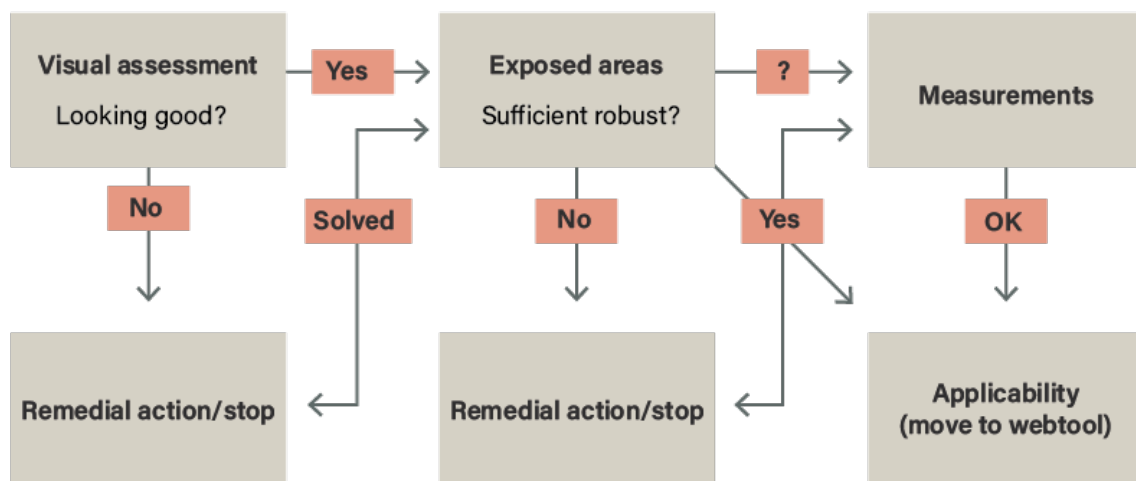 Visual assessment
Looking good?
Yes
Exposed areas
Sufficient robust?
?
Measurements
No
Solved
No
Yes
OK
Remedial action/stop
Remedial action/stop
Applicability
(move to webtool)